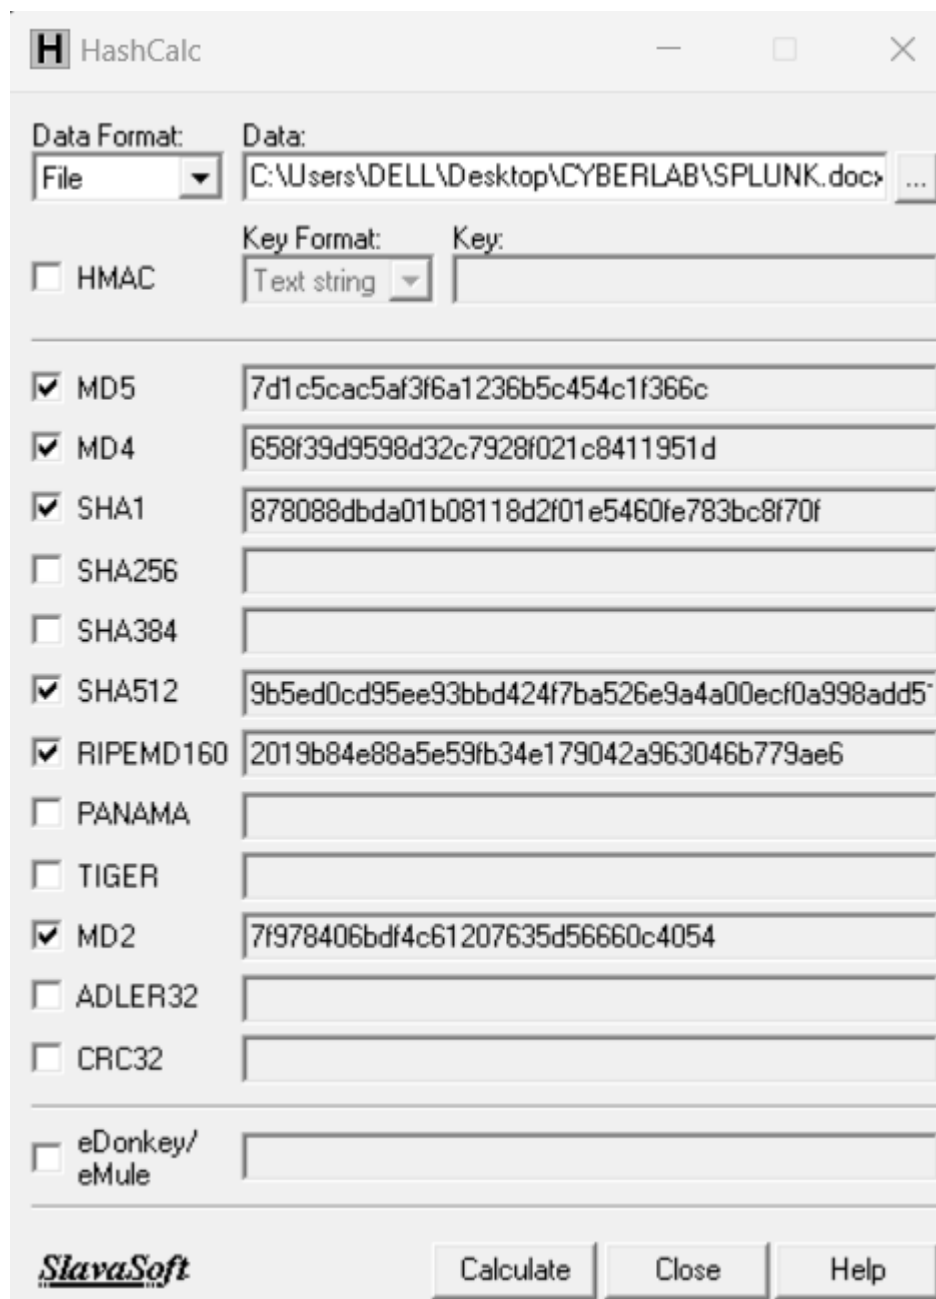 H HashCalc
Data Format: Data:
File C:\Users\DELL\Desktop\CYBERLAB\SPLUNK.docx ...
Key Format: Key:
HMAC Text string
MD5 7d1c5cac5af3f6a1236b5c454c1f366c
MD4 658f39d9598d32c7928f021c8411951d
SHA1 878088dbda01b08118d2f01e5460fe783bc8f70f
SHA256
SHA384
SHA512 9b5ed0cd95ee93bbd424f7ba526e9a4a00ecf0a998add5
RIPEMD160 2019b84e88a5e59fb34e179042a963046b779ae6
PANAMA
TIGER
MD2 7f978406bdf4c61207635d56660c4054
ADLER32
CRC32
eDonkey/
eMule
SlavaSoft Calculate Close Help